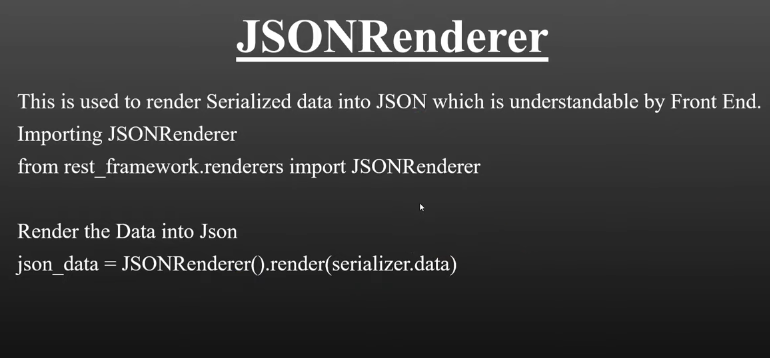 JSONRenderer
This is used to render Serialized data into JSON which is understandable by Front End.
Importing JSONRenderer
from rest_framework.renderers import JSONRenderer
Render the Data into Json
json_data = JSONRenderer().render(serializer.data)